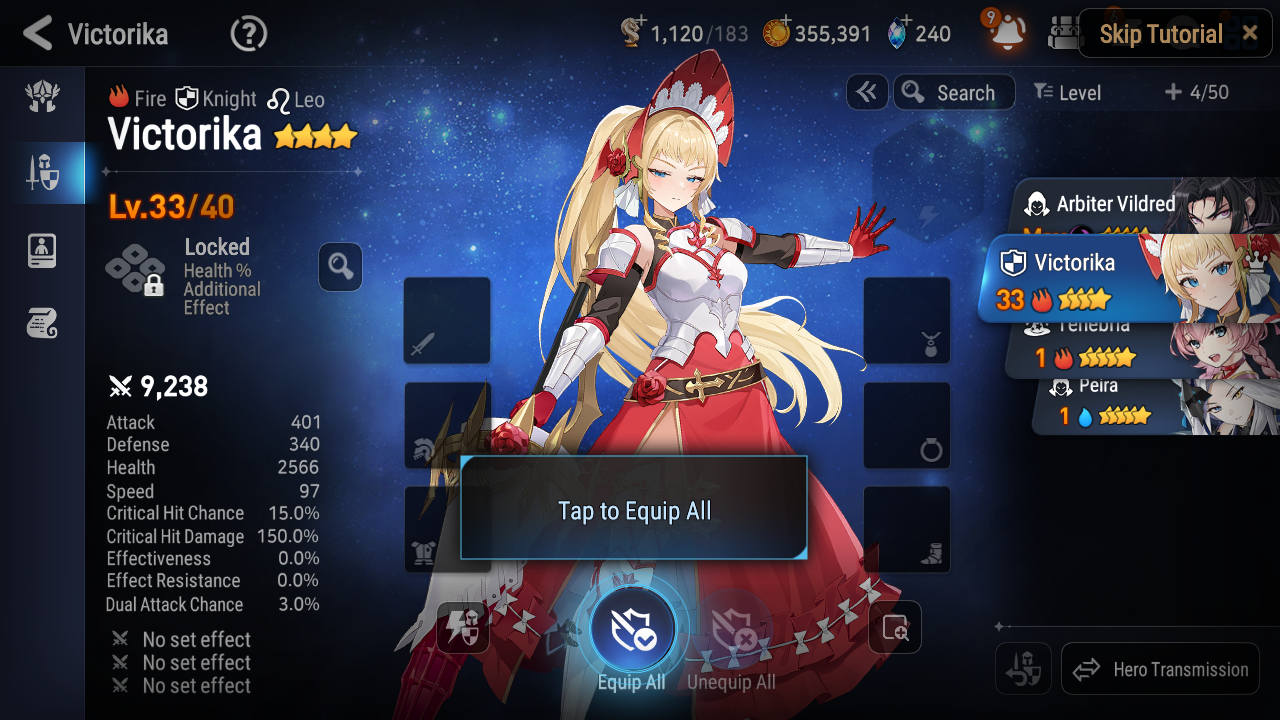 Victorika
?
1,120/183
355,391
240
9
Skip Tutorial ×
Fire Knight Leo
Victorika
Lv.33/40
Locked
Health %
Additional
Effect
9,238
Attack 401
Defense 340
Health 2566
Speed 97
Critical Hit Chance 15.0%
Critical Hit Damage 150.0%
Effectiveness 0.0%
Effect Resistance 0.0%
Dual Attack Chance 3.0%
No set effect
No set effect
No set effect
Tap to Equip All
Equip All
Unequip All
Search
Level
+ 4/50
Arbiter Vildred
Victorika
33
Tenebria
1
Peira
1
Hero Transmission